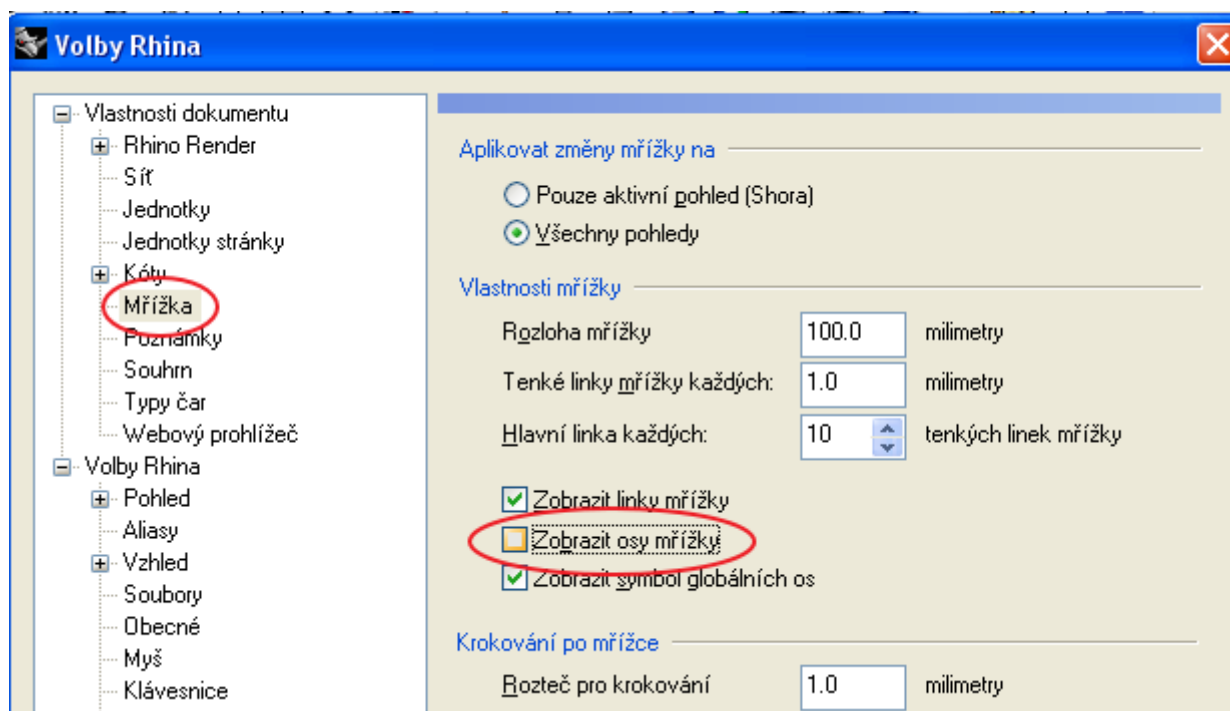 Volby Rhina
Vlastnosti dokumentu
Rhino Render
Síť
Jednotky
Jednotky stránky
Kóty
Mřížka
Poznámky
Souhrn
Typy čar
Webový prohlížeč
Volby Rhina
Pohled
Aliasy
Vzhled
Soubory
Obecné
Myš
Klávesnice
Aplikovat změny mřížky na
Pouze aktivní pohled (Shora)
Všechny pohledy
Vlastnosti mřížky
Rozloha mřížky 100.0 milimetry
Tenké linky mřížky každých: 1.0 milimetry
Hlavní linka každých: 10 tenkých linek mřížky
Zobrazit linky mřížky
Zobrazit osy mřížky
Zobrazit symbol globálních os
Krokování po mřížce
Rozteč pro krokování 1.0 milimetry